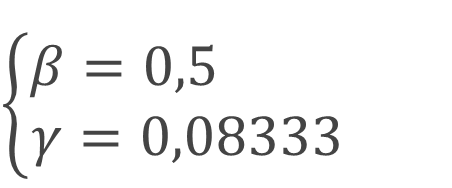 β = 0,5
γ = 0,08333